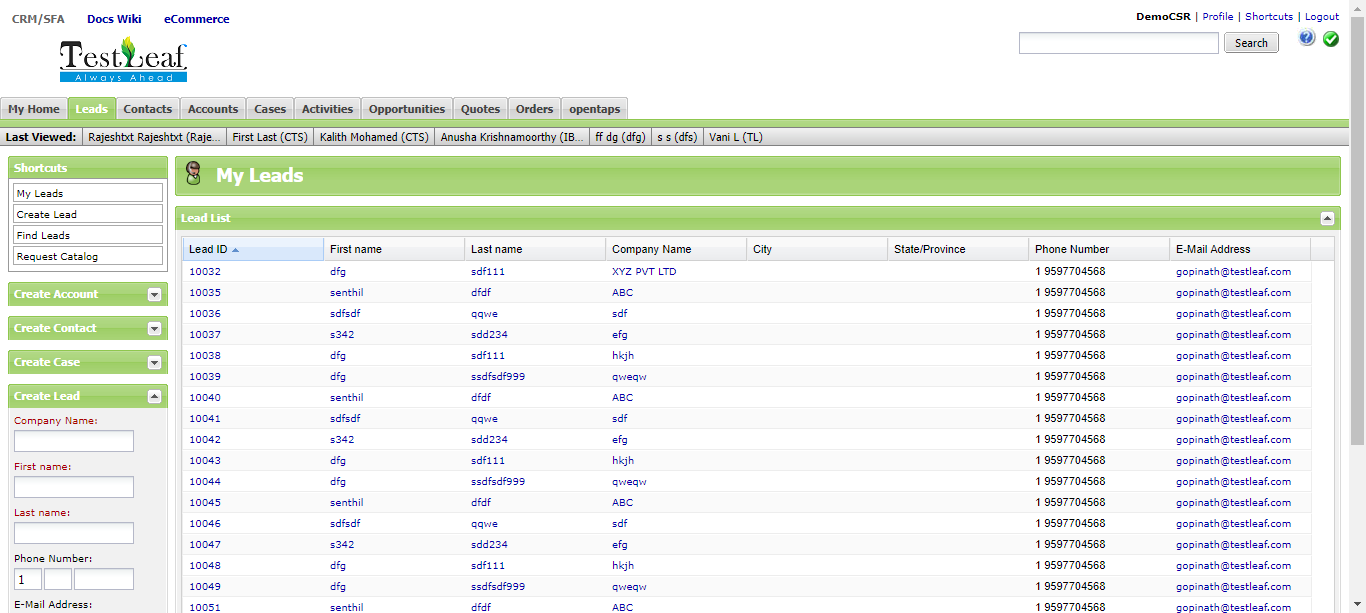 CRM/SFA Docs Wiki eCommerce
DemoCSR | Profile | Shortcuts | Logout
TestLeaf
Always Ahead
Search
My Home Leads Contacts Accounts Cases Activities Opportunities Quotes Orders opentaps
Last Viewed: Rajeshtxt Rajeshtxt (Raje... First Last (CTS) Kalith Mohamed (CTS) Anusha Krishnamoorthy (IB... ff dg (dfg) s s (dfs) Vani L (TL)
Shortcuts
My Leads
Create Lead
Find Leads
Request Catalog
Create Account
Create Contact
Create Case
Create Lead
Company Name:
First name:
Last name:
Phone Number:
1
E-Mail Address:
My Leads
Lead List
Lead ID First name Last name Company Name City State/Province Phone Number E-Mail Address
10032 dfg sdf111 XYZ PVT LTD 1 9597704568 gopinath@testleaf.com
10035 senthil dfdf ABC 1 9597704568 gopinath@testleaf.com
10036 sdfsdf qqwe sdf 1 9597704568 gopinath@testleaf.com
10037 s342 sdd234 efg 1 9597704568 gopinath@testleaf.com
10038 dfg sdf111 hkjh 1 9597704568 gopinath@testleaf.com
10039 dfg ssdfsdf999 qweqw 1 9597704568 gopinath@testleaf.com
10040 senthil dfdf ABC 1 9597704568 gopinath@testleaf.com
10041 sdfsdf qqwe sdf 1 9597704568 gopinath@testleaf.com
10042 s342 sdd234 efg 1 9597704568 gopinath@testleaf.com
10043 dfg sdf111 hkjh 1 9597704568 gopinath@testleaf.com
10044 dfg ssdfsdf999 qweqw 1 9597704568 gopinath@testleaf.com
10045 senthil dfdf ABC 1 9597704568 gopinath@testleaf.com
10046 sdfsdf qqwe sdf 1 9597704568 gopinath@testleaf.com
10047 s342 sdd234 efg 1 9597704568 gopinath@testleaf.com
10048 dfg sdf111 hkjh 1 9597704568 gopinath@testleaf.com
10049 dfg ssdfsdf999 qweqw 1 9597704568 gopinath@testleaf.com
10051 senthil dfdf ABC 1 9597704568 gopinath@testleaf.com